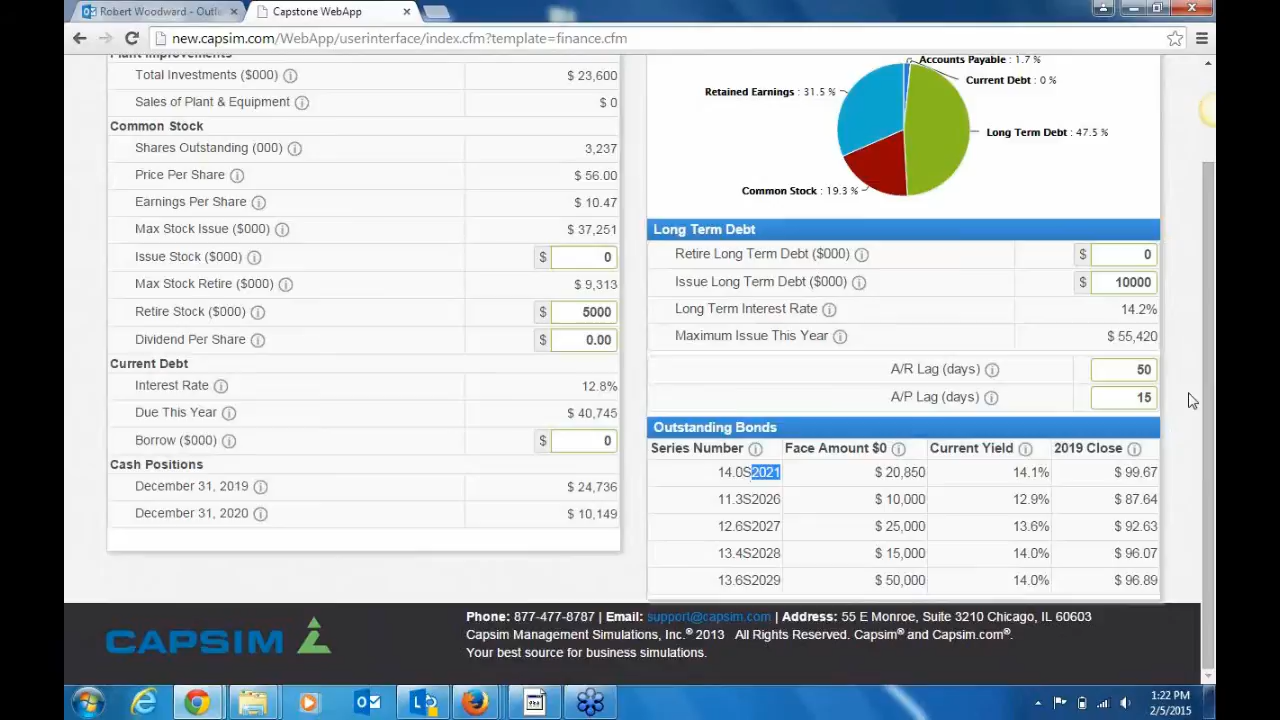 Robert Woodward - Outl
Capstone WebApp
new.capsim.com/WebApp/userinterface/index.cfm?template=finance.cfm
Plant Improvements
Total Investments ($000) $ 23,600
Sales of Plant & Equipment $ 0
Common Stock
Shares Outstanding (000) 3,237
Price Per Share $ 56.00
Earnings Per Share $ 10.47
Max Stock Issue ($000) $ 37,251
Issue Stock ($000) $ 0
Max Stock Retire ($000) $ 9,313
Retire Stock ($000) $ 5000
Dividend Per Share $ 0.00
Current Debt
Interest Rate 12.8%
Due This Year $ 40,745
Borrow ($000) $ 0
Cash Positions
December 31, 2019 $ 24,736
December 31, 2020 $ 10,149
Accounts Payable : 1.7 %
Current Debt : 0 %
Retained Earnings : 31.5 %
Long Term Debt : 47.5 %
Common Stock : 19.3 %
Long Term Debt
Retire Long Term Debt ($000) $ 0
Issue Long Term Debt ($000) $ 10000
Long Term Interest Rate 14.2%
Maximum Issue This Year $ 55,420
A/R Lag (days) 50
A/P Lag (days) 15
Outstanding Bonds
Series Number Face Amount $0 Current Yield 2019 Close
14.0S2021 $ 20,850 14.1% $ 99.67
11.3S2026 $ 10,000 12.9% $ 87.64
12.6S2027 $ 25,000 13.6% $ 92.63
13.4S2028 $ 15,000 14.0% $ 96.07
13.6S2029 $ 50,000 14.0% $ 96.89
CAPSIM
Phone: 877-477-8787 | Email: support@capsim.com | Address: 55 E Monroe, Suite 3210 Chicago, IL 60603
Capsim Management Simulations, Inc.® 2013 All Rights Reserved. Capsim® and Capsim.com®.
Your best source for business simulations.
1:22 PM
2/5/2015